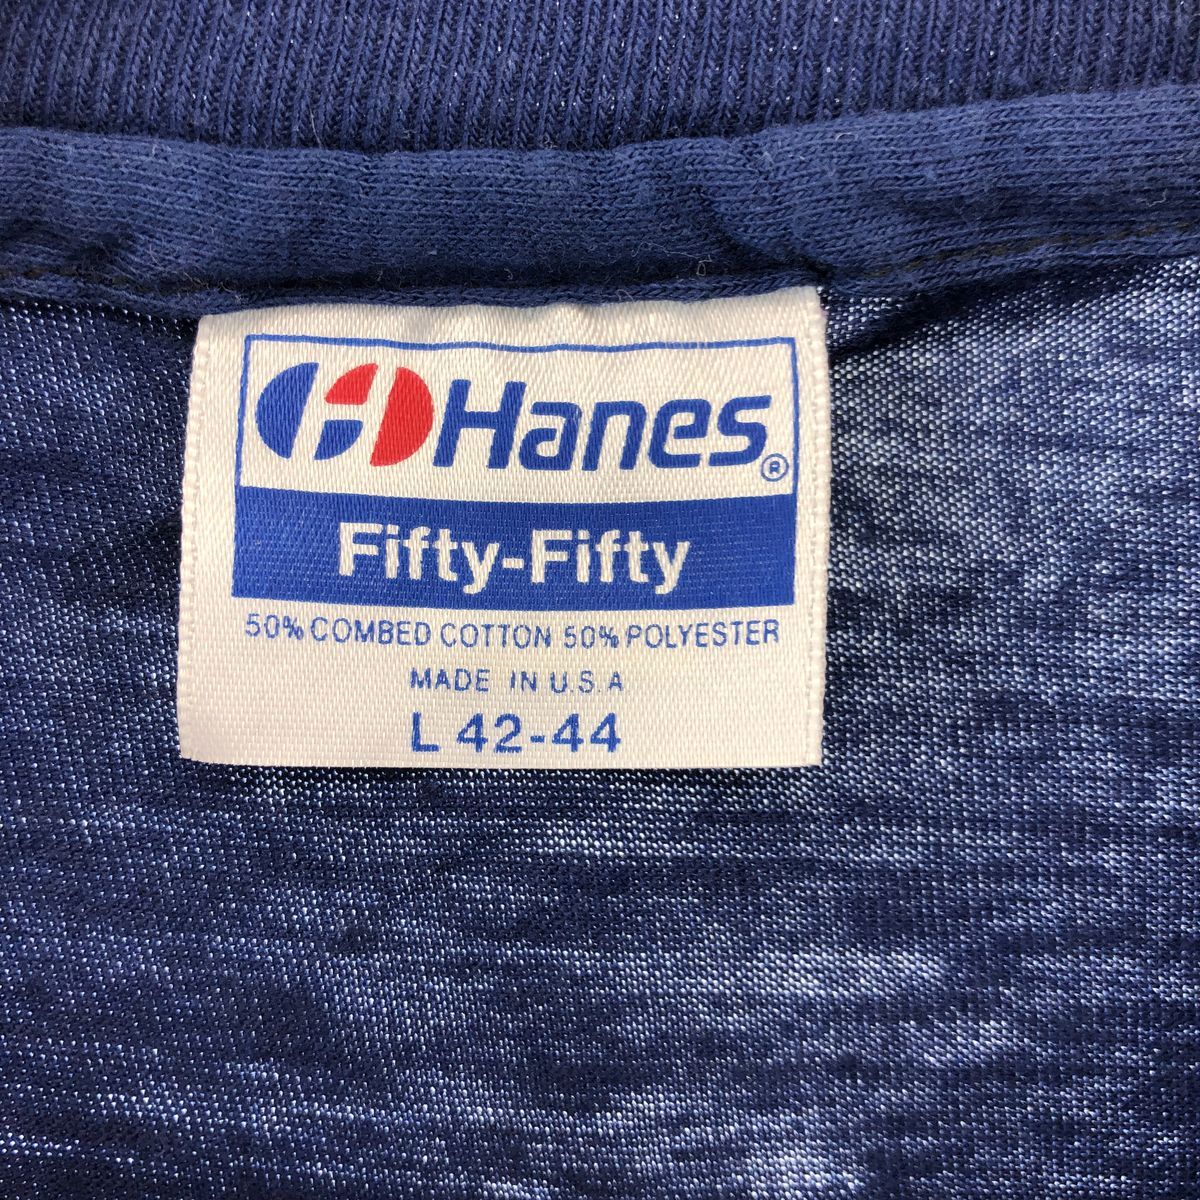 Hanes®
Fifty-Fifty
50% COMBED COTTON 50% POLYESTER
MADE IN U.S.A
L 42-44